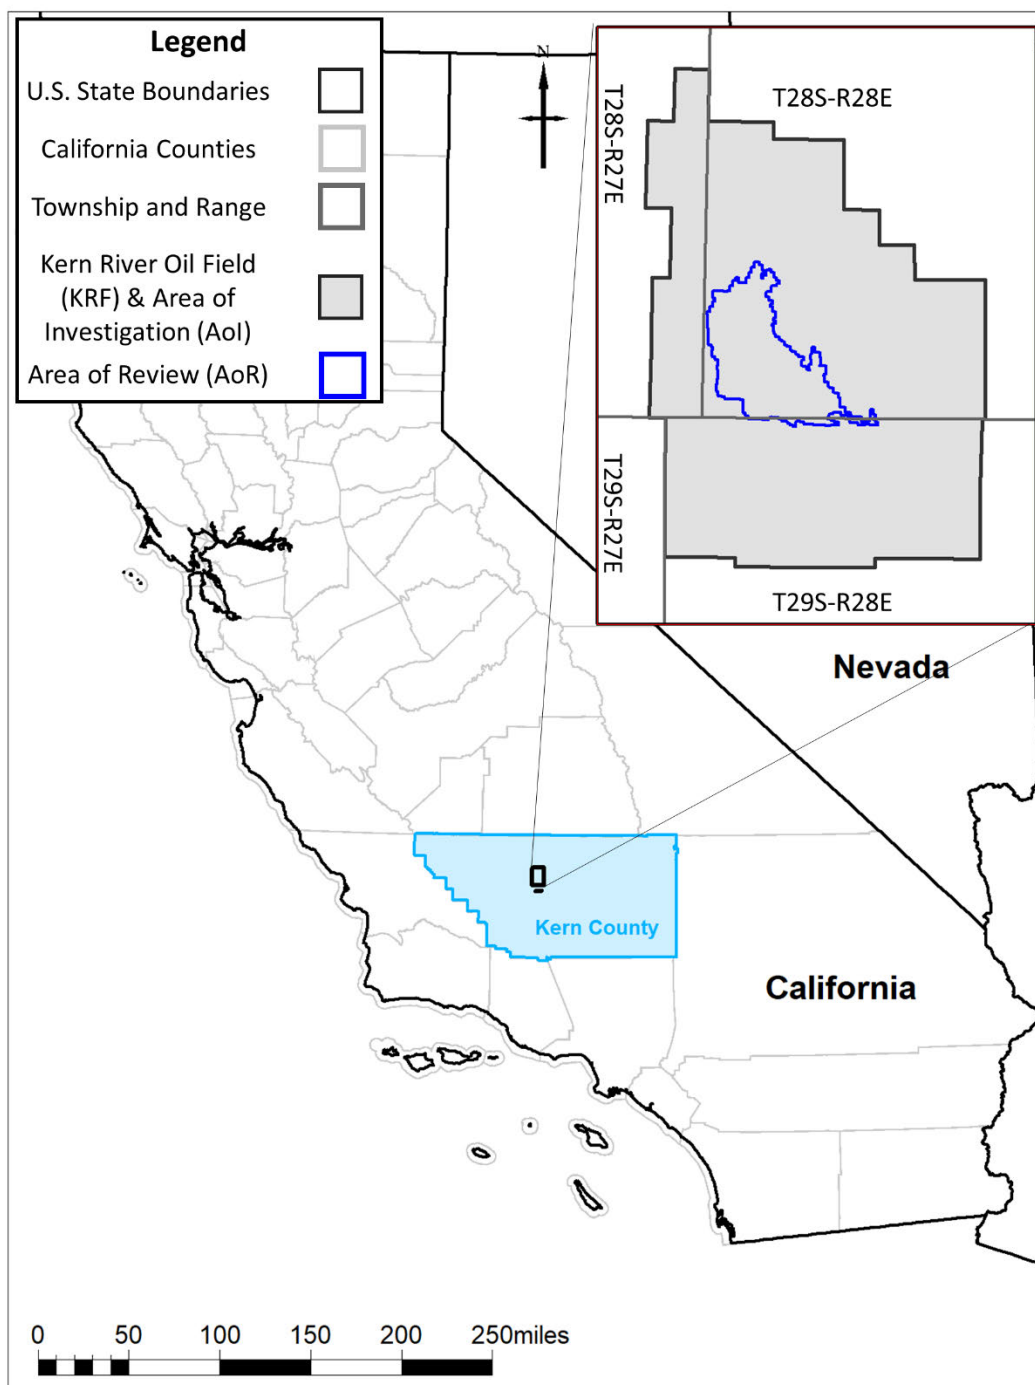 Legend
U.S. State Boundaries
California Counties
Township and Range
Kern River Oil Field
(KRF) & Area of
Investigation (AoI)
Area of Review (AoR)
N
T28S-R27E
T28S-R28E
T29S-R27E
T29S-R28E
Nevada
Kern County
California
0 50 100 150 200 250miles